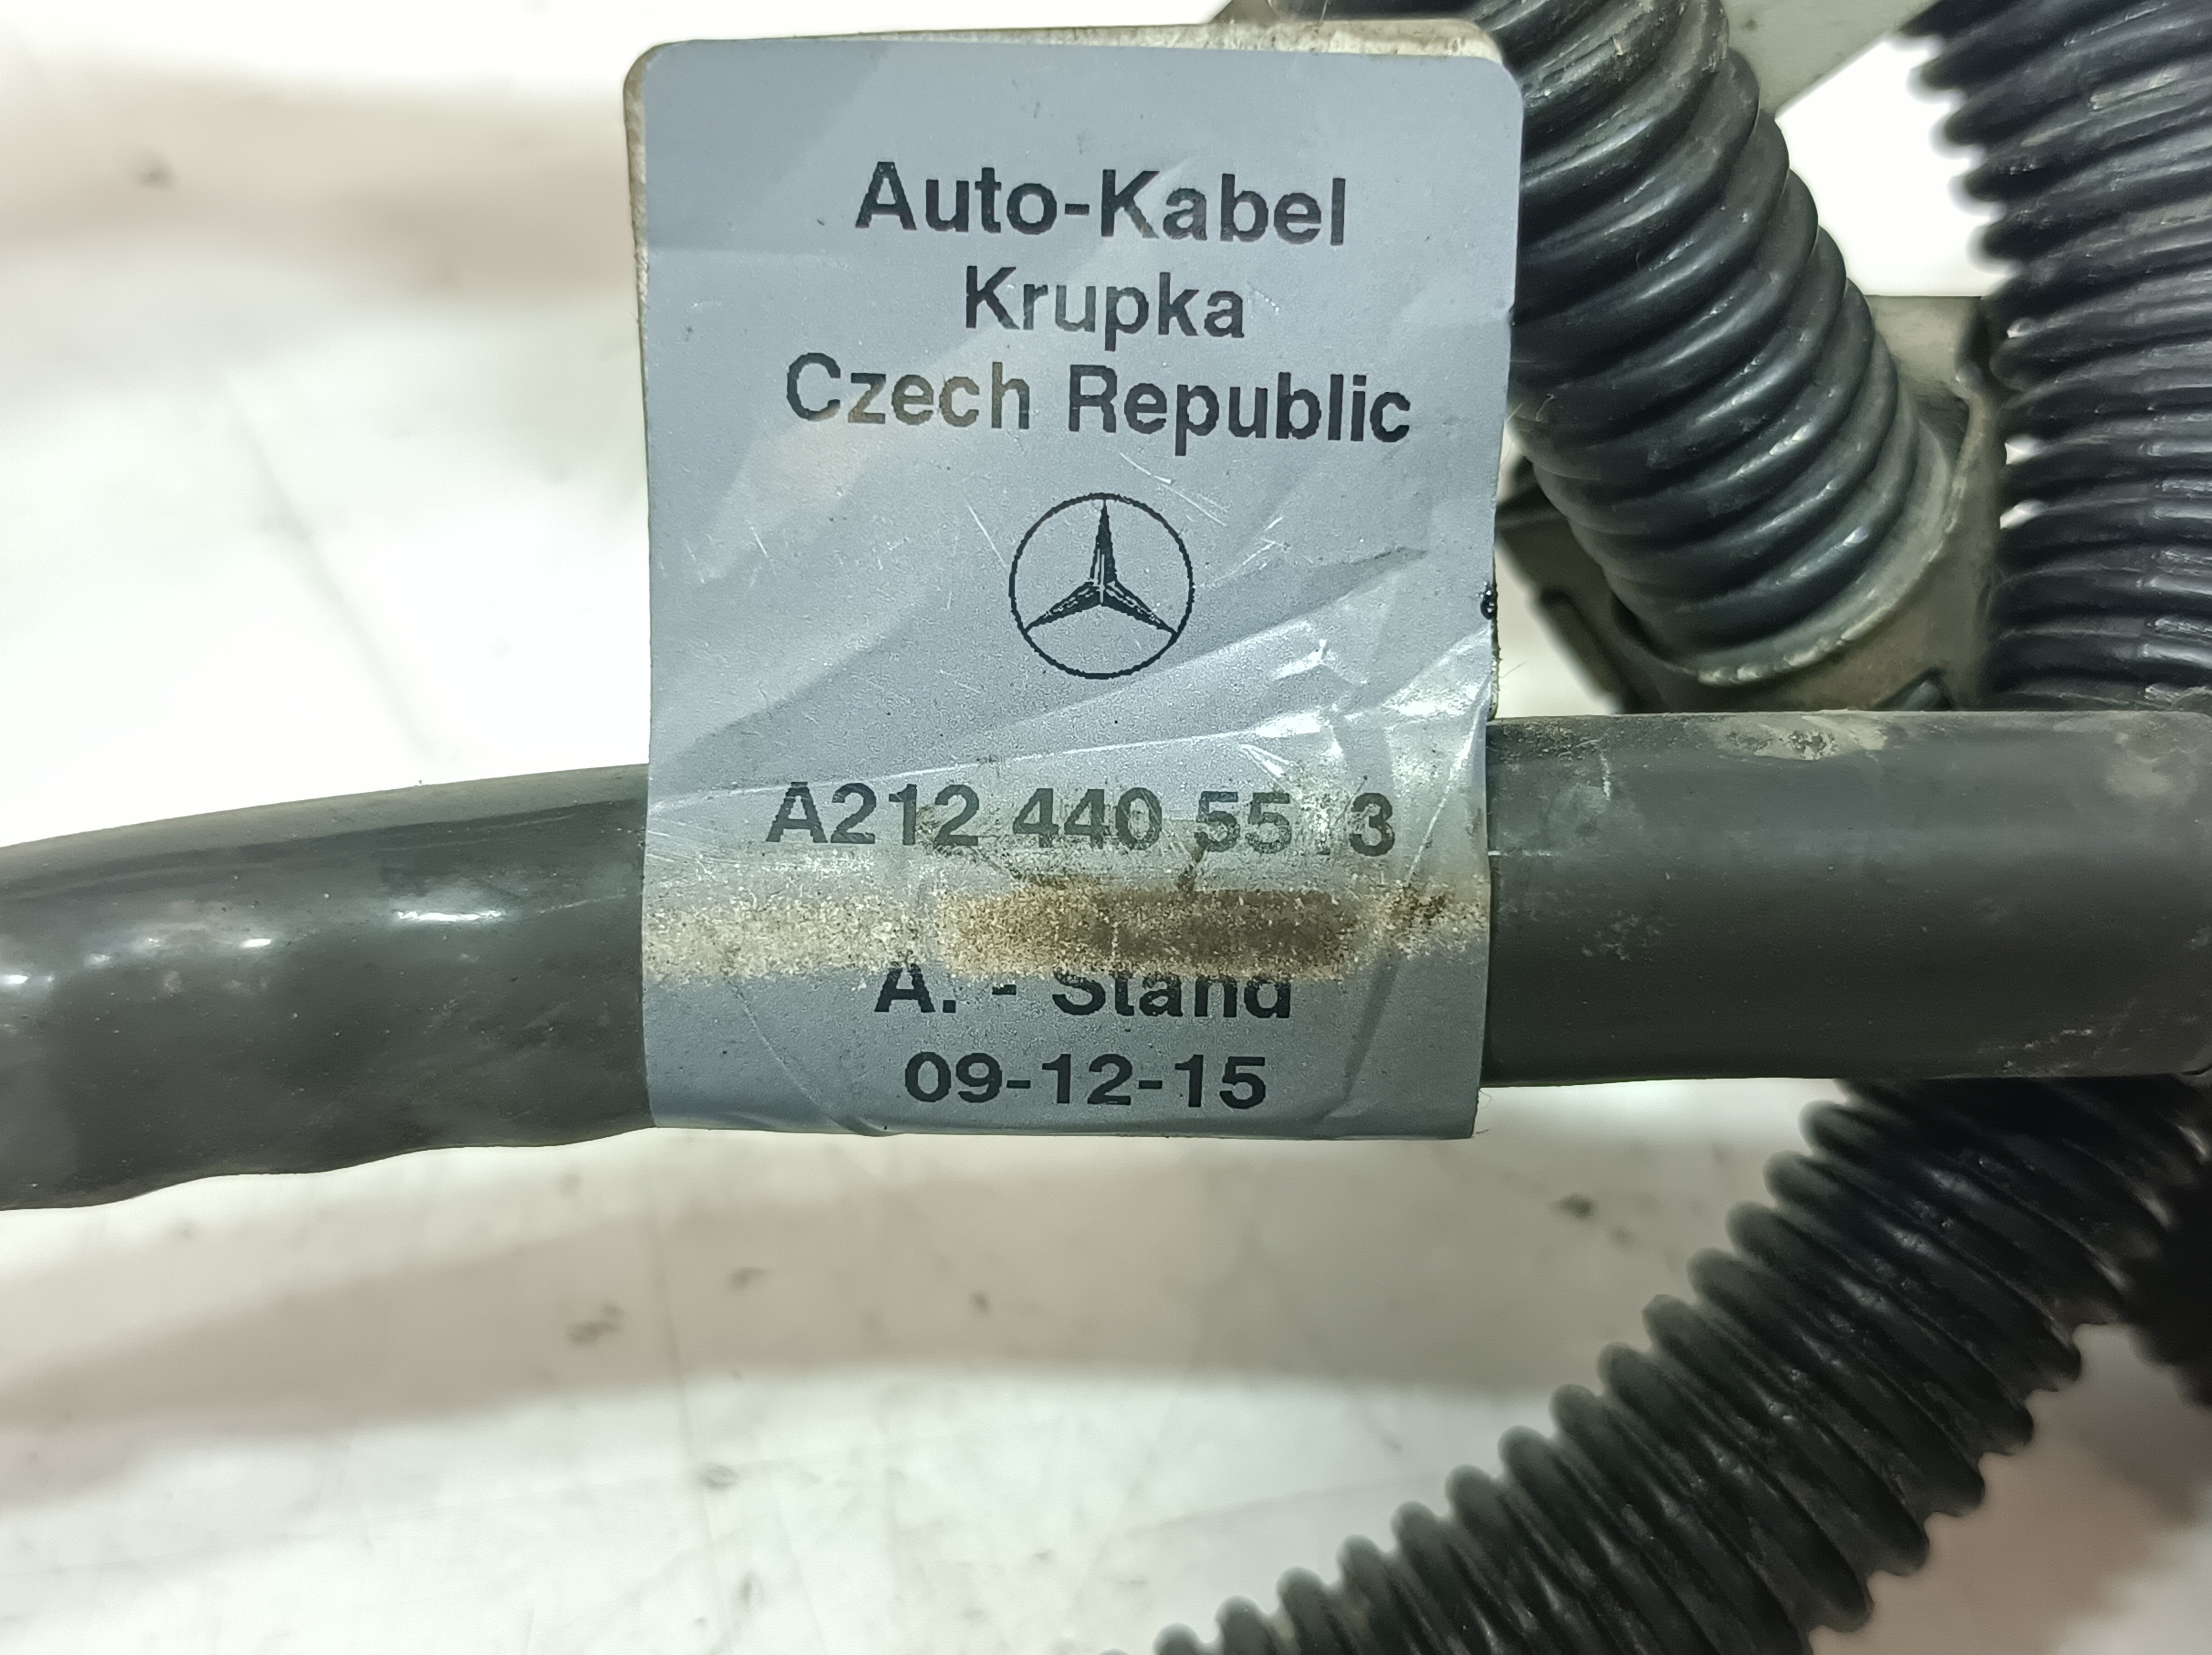 Auto-Kabel
Krupka
Czech Republic
A212 440
A. - Stand
09-12-15